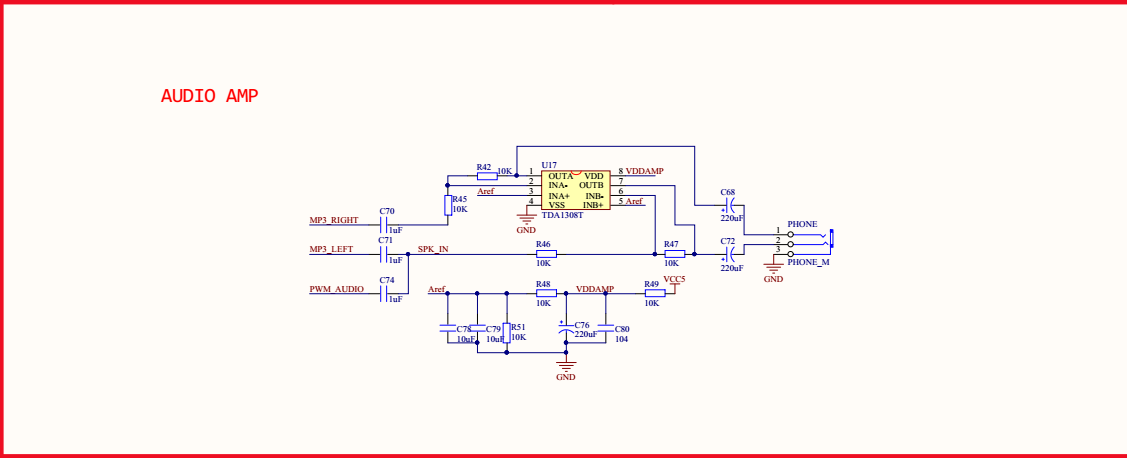 AUDIO AMP
U17
R42
10K
1 OUTA VDD 8 VDDAMP
2 INA- OUTB 7
Aref 3 INA+ INB- 6
4 VSS INB+ 5 Aref
TDA1308T
GND
R45
10K
C68
220uF
C70
MP3_RIGHT
1uF
PHONE
1
2
3
PHONE_M
GND
C71
MP3_LEFT
1uF
SPK_IN
R46
10K
R47
10K
C72
220uF
C74
PWM_AUDIO
1uF
Aref
R48
10K
VDDAMP
R49
10K
VCC5
C78
10uF
C79
10uF
R51
10K
C76
220uF
C80
104
GND